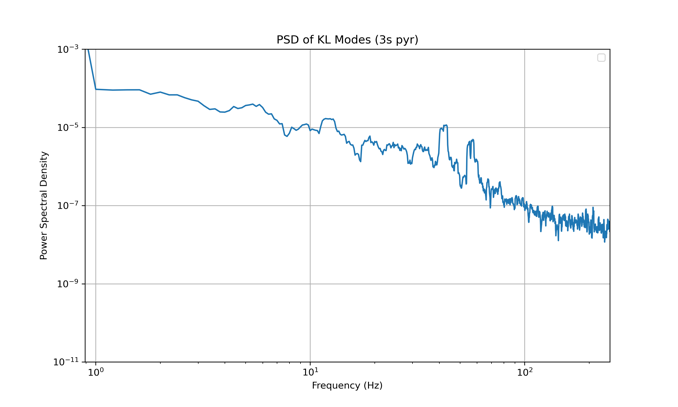 PSD of KL Modes (3s pyr)
Power Spectral Density
10⁻³
10⁻⁵
10⁻⁷
10⁻⁹
10⁻¹¹
10⁰ 10¹ 10²
Frequency (Hz)